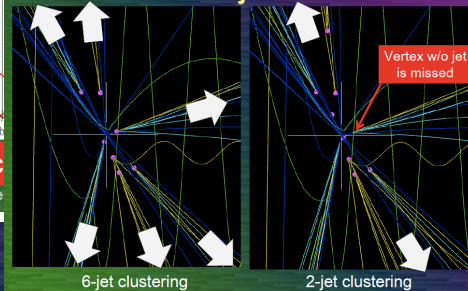 Vertex w/o jet
is missed
6-jet clustering
2-jet clustering